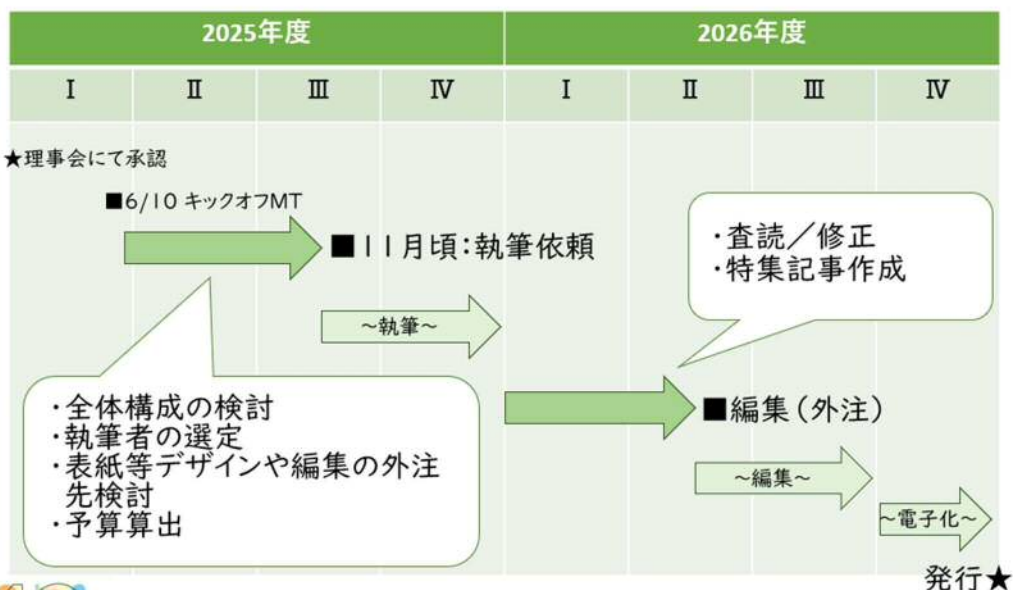 2025年度
2026年度
Ⅰ
Ⅱ
Ⅲ
Ⅳ
Ⅰ
Ⅱ
Ⅲ
Ⅳ
★理事会にて承認
■6/10 キックオフMT
■11月頃:執筆依頼
・査読/修正
・特集記事作成
~執筆~
・全体構成の検討
・執筆者の選定
・表紙等デザインや編集の外注
先検討
・予算算出
■編集(外注)
~編集~
~電子化~
発行★